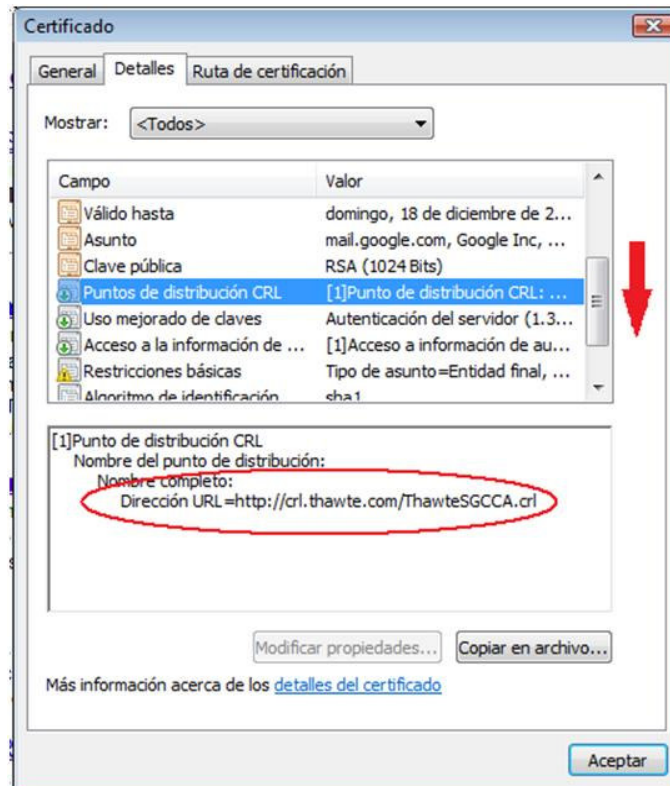 Certificado
General Detalles Ruta de certificación
Mostrar: <Todos>
Campo Valor
Válido hasta domingo, 18 de diciembre de 2...
Asunto mail.google.com, Google Inc, ...
Clave pública RSA (1024 Bits)
Puntos de distribución CRL [1]Punto de distribución CRL: ...
Uso mejorado de claves Autenticación del servidor (1.3...
Acceso a la información de ... [1]Acceso a información de au...
Restricciones básicas Tipo de asunto=Entidad final, ...
Algoritmo de identificación sha1
[1]Punto de distribución CRL
Nombre del punto de distribución:
Nombre completo:
Dirección URL=http://crl.thawte.com/ThawteSGCCA.crl
Modificar propiedades... Copiar en archivo...
Más información acerca de los detalles del certificado
Aceptar